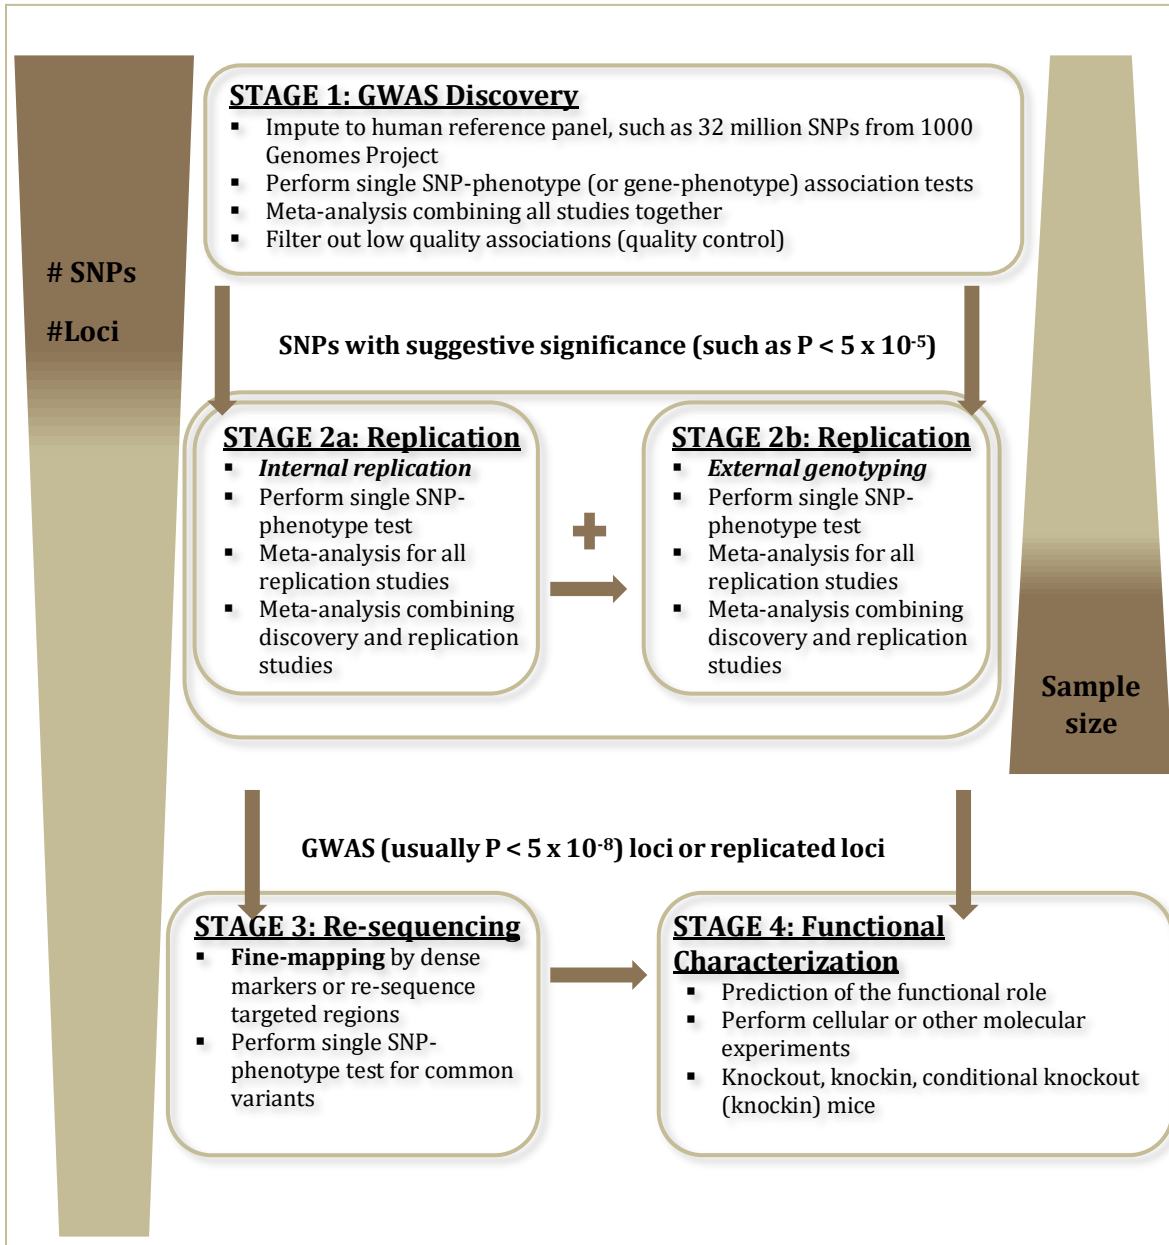 STAGE 1: GWAS Discovery
▪ Impute to human reference panel, such as 32 million SNPs from 1000
Genomes Project
▪ Perform single SNP-phenotype (or gene-phenotype) association tests
▪ Meta-analysis combining all studies together
▪ Filter out low quality associations (quality control)
# SNPs
#Loci
SNPs with suggestive significance (such as P < 5 x 10⁻⁵)
STAGE 2a: Replication
▪ Internal replication
▪ Perform single SNP-
phenotype test
▪ Meta-analysis for all
replication studies
▪ Meta-analysis combining
discovery and replication
studies
STAGE 2b: Replication
▪ External genotyping
▪ Perform single SNP-
phenotype test
▪ Meta-analysis for all
replication studies
▪ Meta-analysis combining
discovery and replication
studies
Sample
size
GWAS (usually P < 5 x 10⁻⁸) loci or replicated loci
STAGE 3: Re-sequencing
▪ Fine-mapping by dense
markers or re-sequence
targeted regions
▪ Perform single SNP-
phenotype test for common
variants
STAGE 4: Functional
Characterization
▪ Prediction of the functional role
▪ Perform cellular or other molecular
experiments
▪ Knockout, knockin, conditional knockout
(knockin) mice